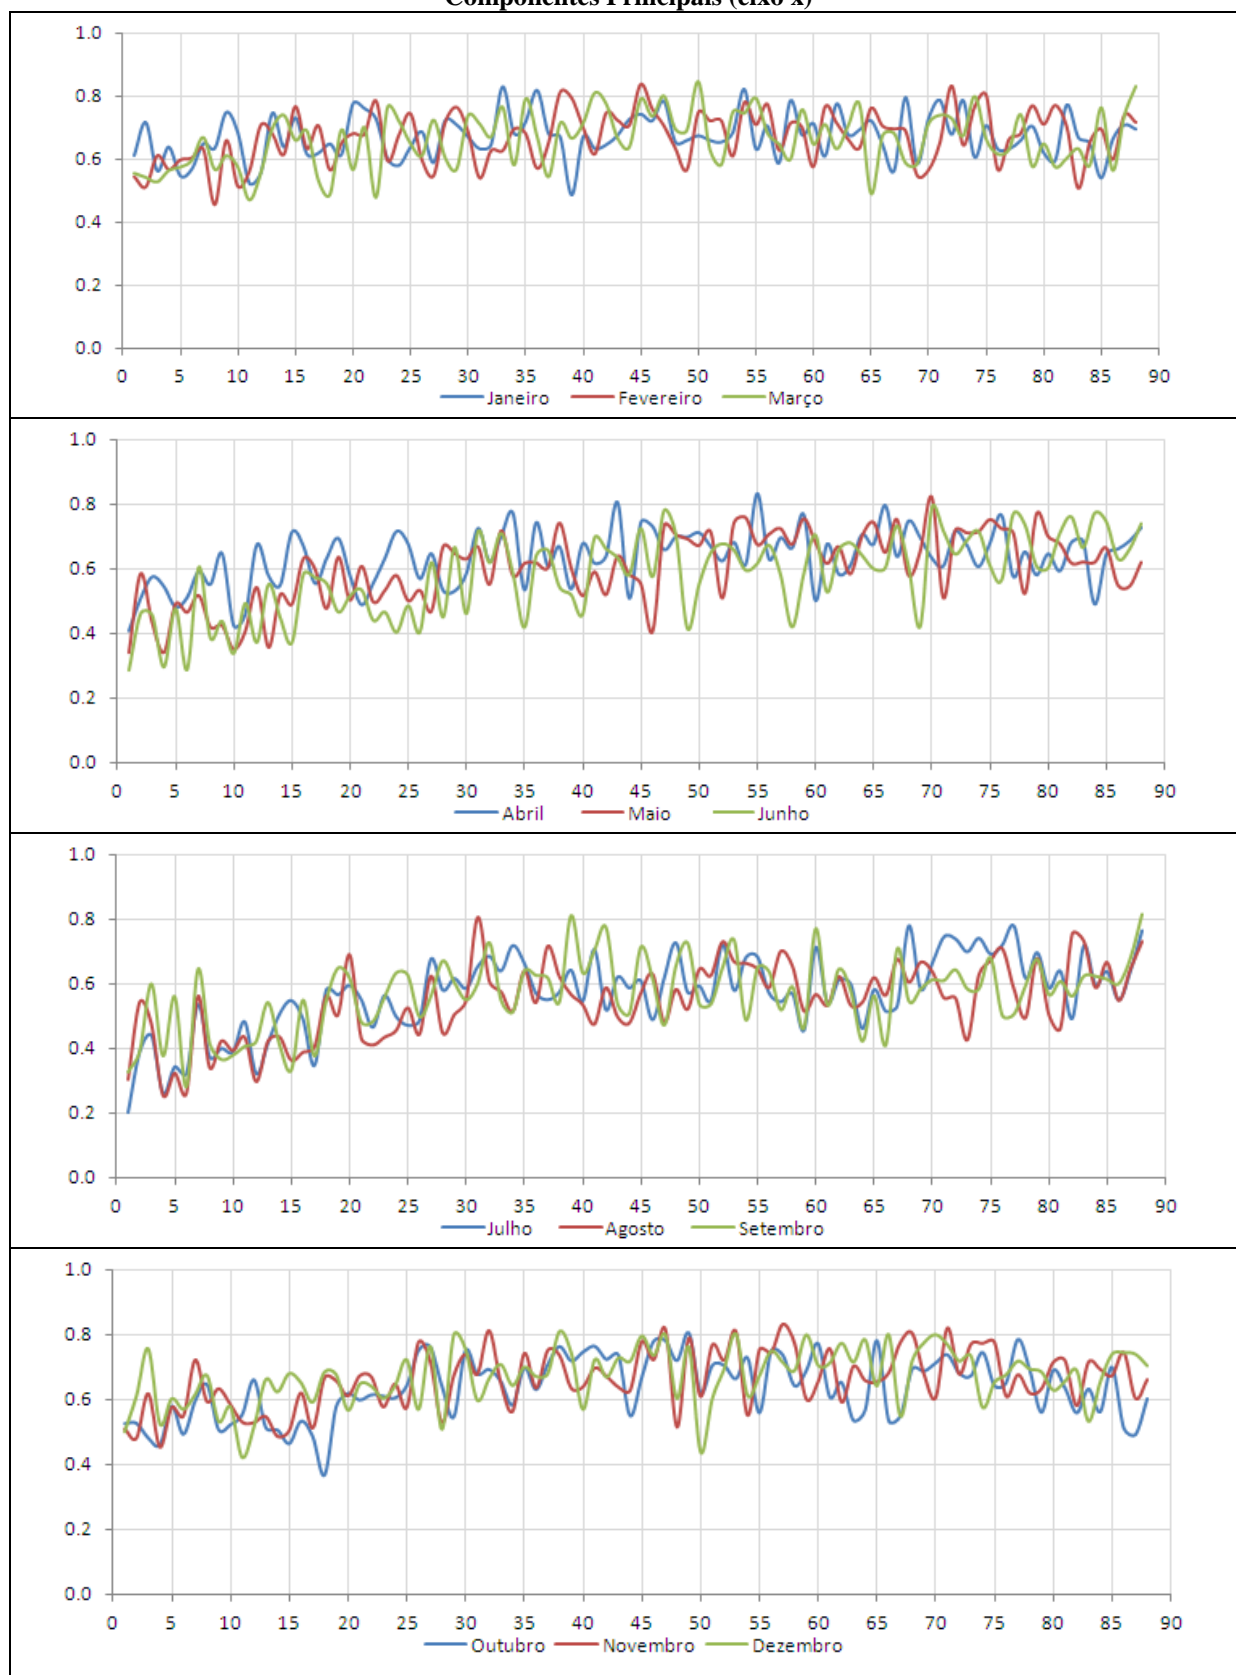 Componentes Principais (eixo x)
1.0
0.8
0.6
0.4
0.2
0.0
0 5 10 15 20 25 30 35 40 45 50 55 60 65 70 75 80 85 90
Janeiro Fevereiro Março
1.0
0.8
0.6
0.4
0.2
0.0
0 5 10 15 20 25 30 35 40 45 50 55 60 65 70 75 80 85 90
Abril Maio Junho
1.0
0.8
0.6
0.4
0.2
0.0
0 5 10 15 20 25 30 35 40 45 50 55 60 65 70 75 80 85 90
Julho Agosto Setembro
1.0
0.8
0.6
0.4
0.2
0.0
0 5 10 15 20 25 30 35 40 45 50 55 60 65 70 75 80 85 90
Outubro Novembro Dezembro